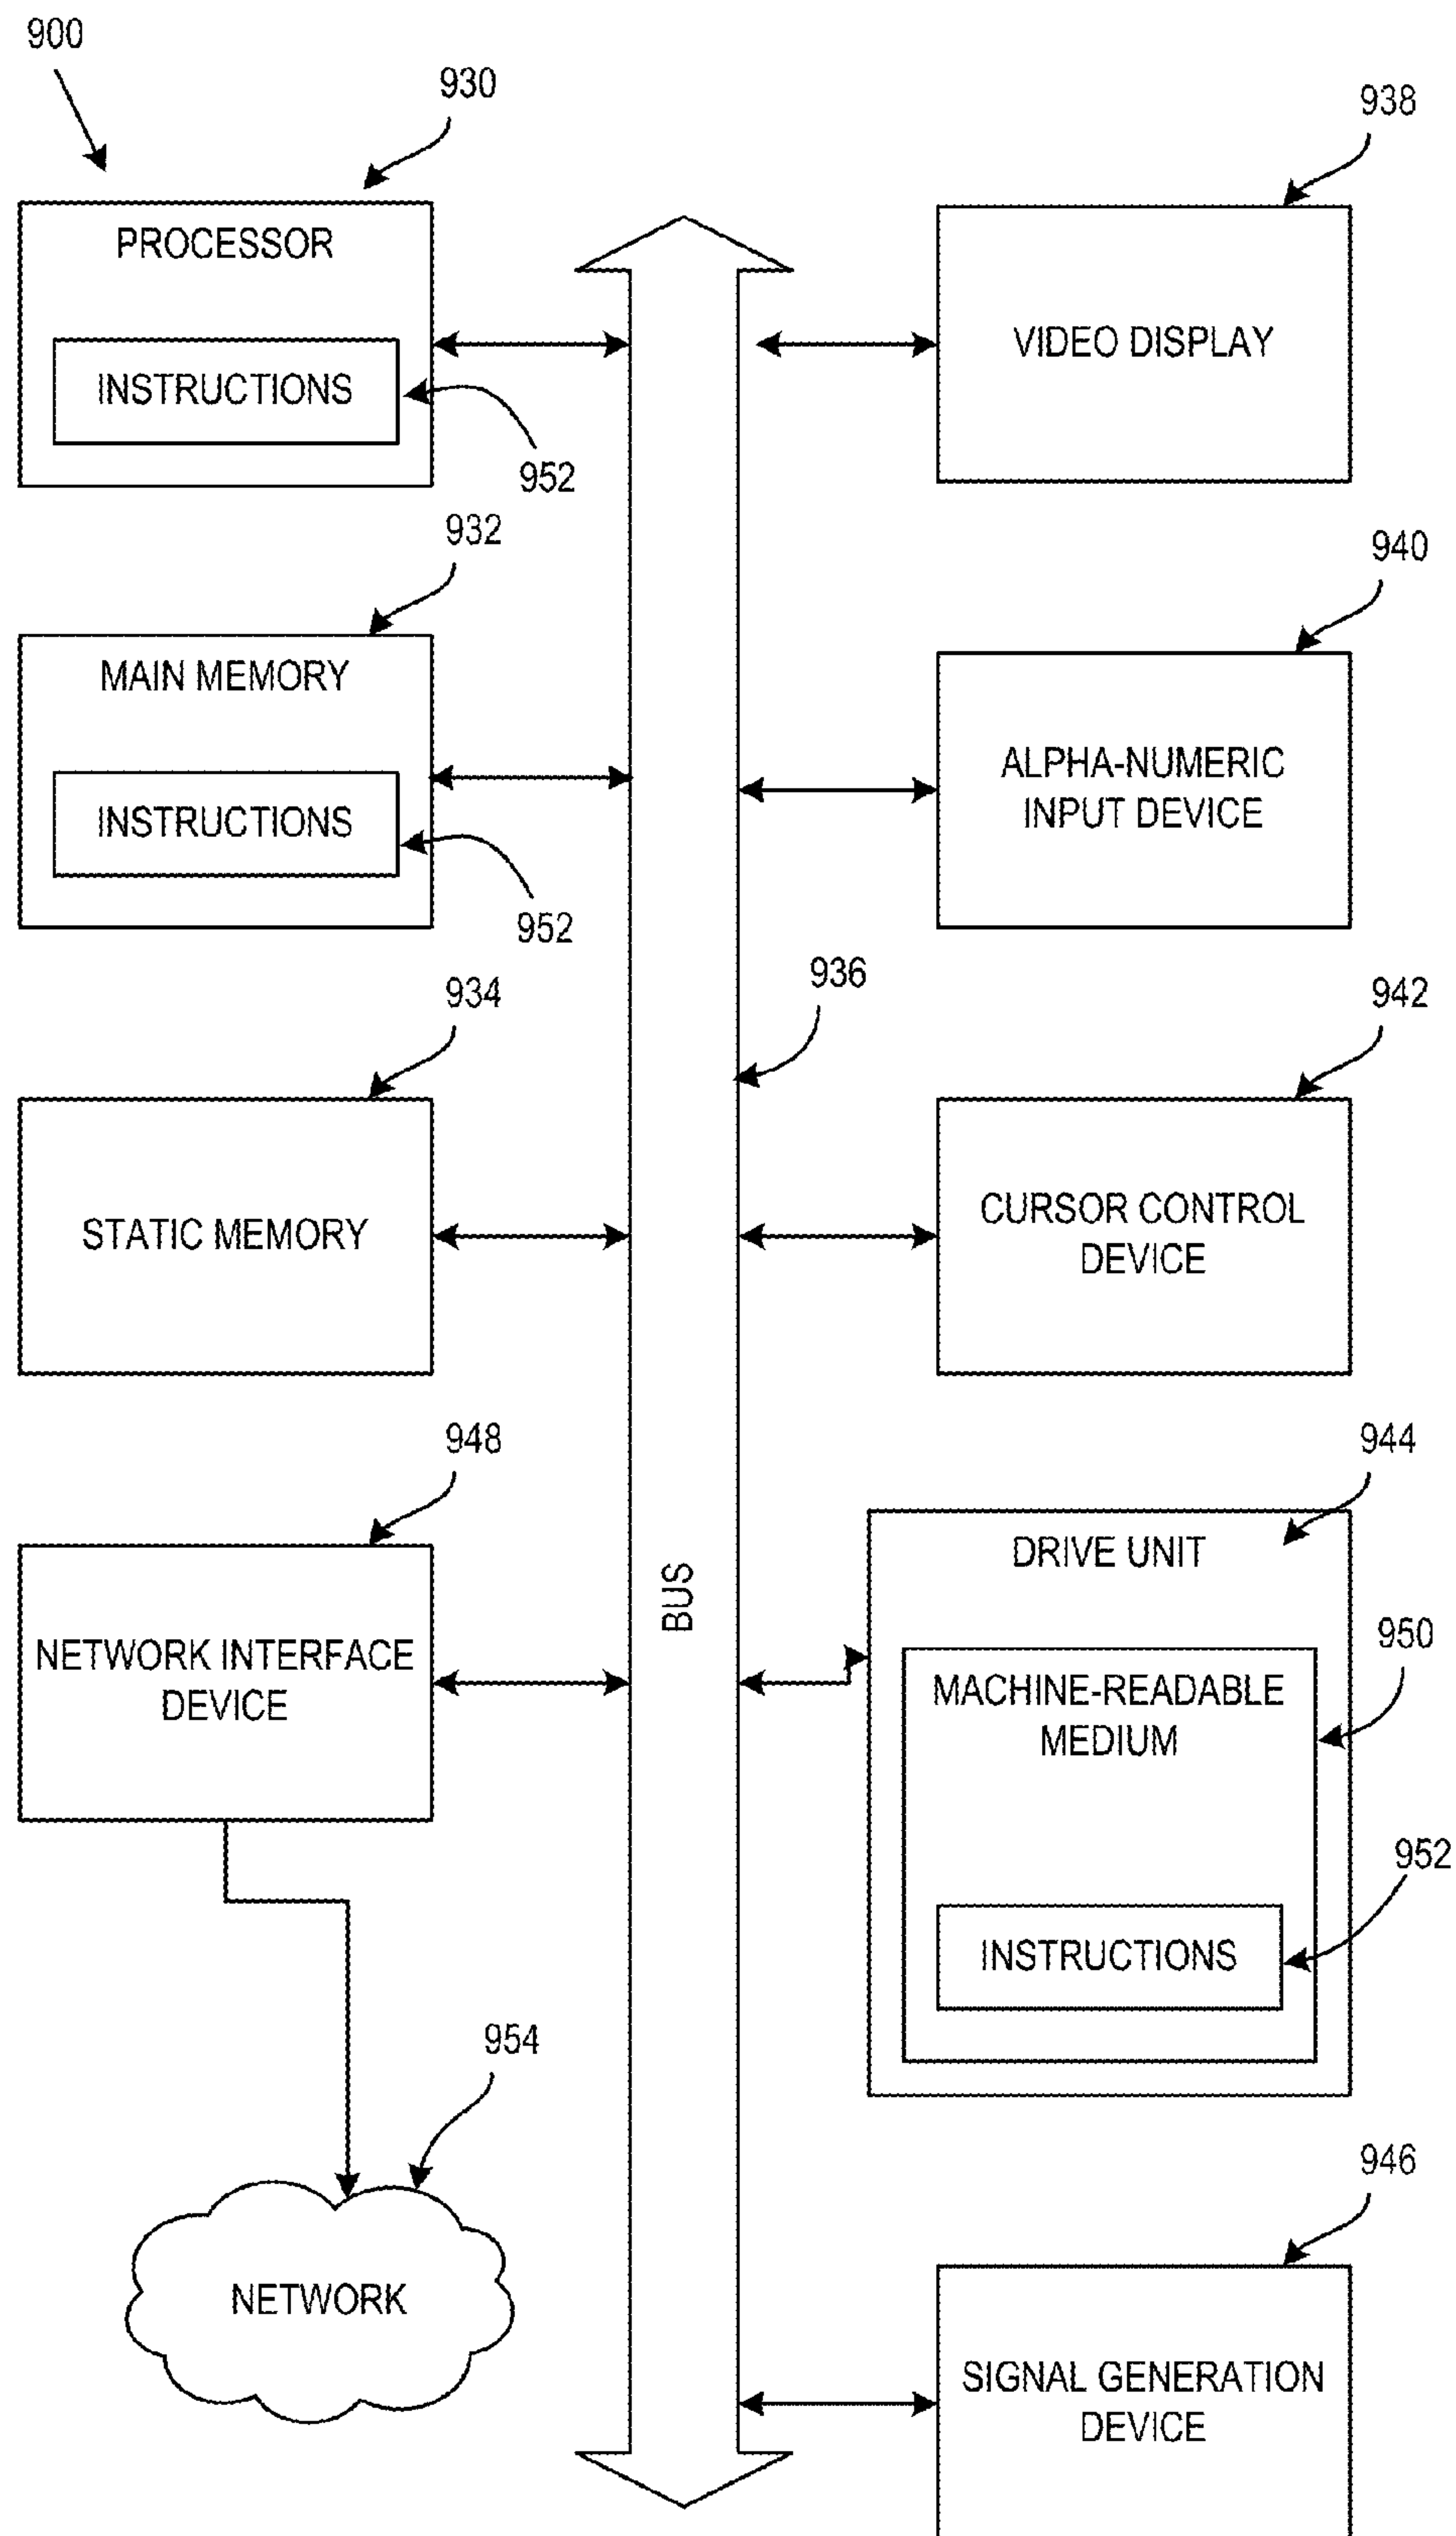 900
930
PROCESSOR
INSTRUCTIONS
952
932
MAIN MEMORY
INSTRUCTIONS
952
934
STATIC MEMORY
948
NETWORK INTERFACE
DEVICE
954
NETWORK
BUS
936
938
VIDEO DISPLAY
940
ALPHA-NUMERIC
INPUT DEVICE
942
CURSOR CONTROL
DEVICE
944
DRIVE UNIT
950
MACHINE-READABLE
MEDIUM
952
INSTRUCTIONS
946
SIGNAL GENERATION
DEVICE